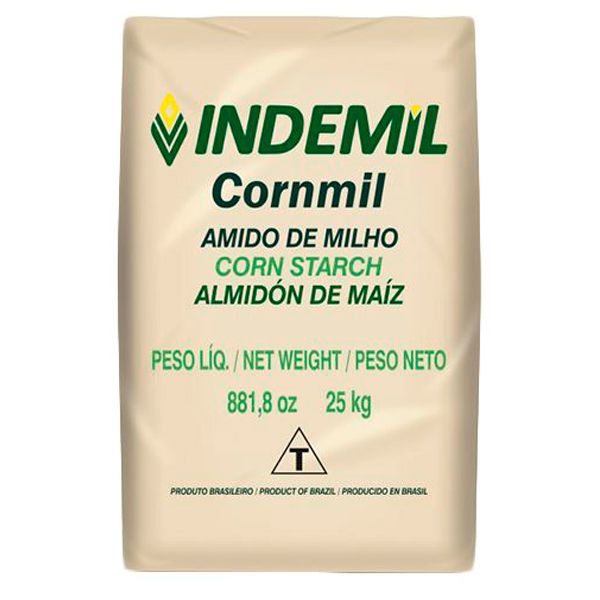 INDEMIL
Cornmil
AMIDO DE MILHO
CORN STARCH
ALMIDÓN DE MAÍZ
PESO LÍQ. / NET WEIGHT / PESO NETO
881,8 oz 25 kg
T
PRODUTO BRASILEIRO / PRODUCT OF BRAZIL / PRODUCIDO EN BRASIL